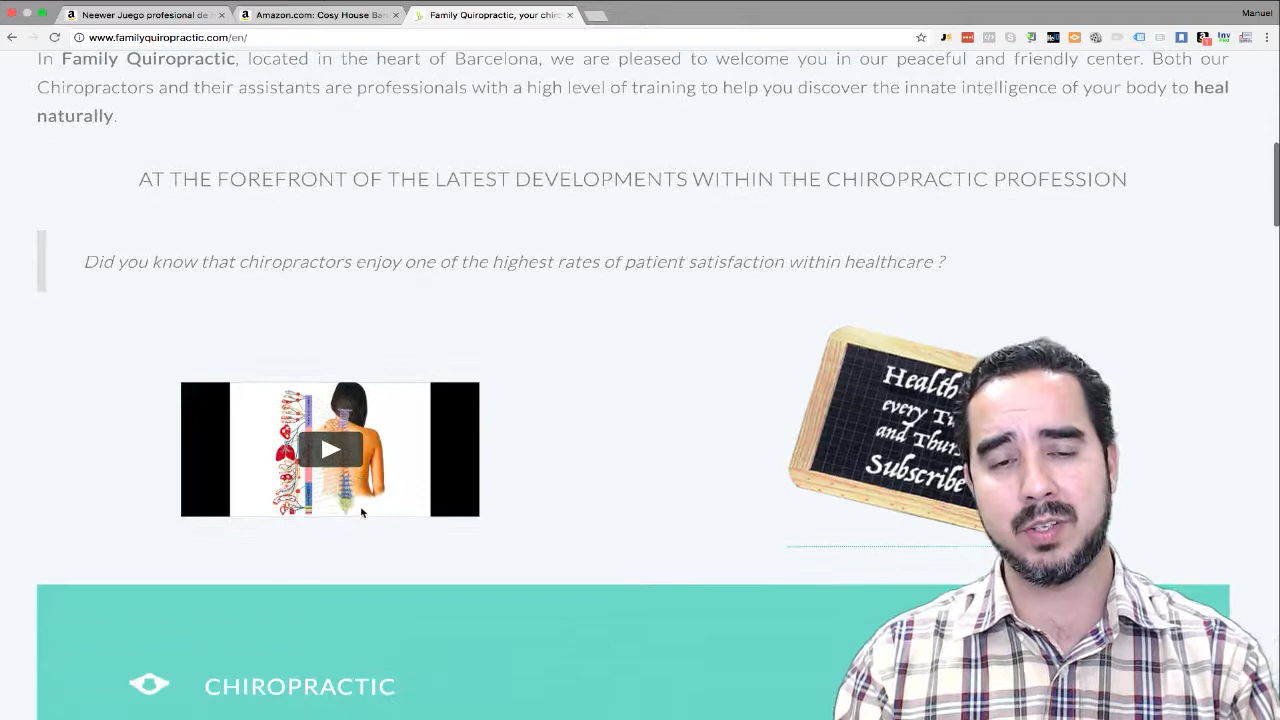 Neewer Juego profesional de
Amazon.com: Cosy House Bam
Family Quiropractic, your chiro
Manuel
www.familyquiropractic.com/en/
In Family Quiropractic, located in the heart of Barcelona, we are pleased to welcome you in our peaceful and friendly center. Both our
Chiropractors and their assistants are professionals with a high level of training to help you discover the innate intelligence of your body to heal
naturally.
AT THE FOREFRONT OF THE LATEST DEVELOPMENTS WITHIN THE CHIROPRACTIC PROFESSION
Did you know that chiropractors enjoy one of the highest rates of patient satisfaction within healthcare ?
Health
every
and
Subscribe
CHIROPRACTIC